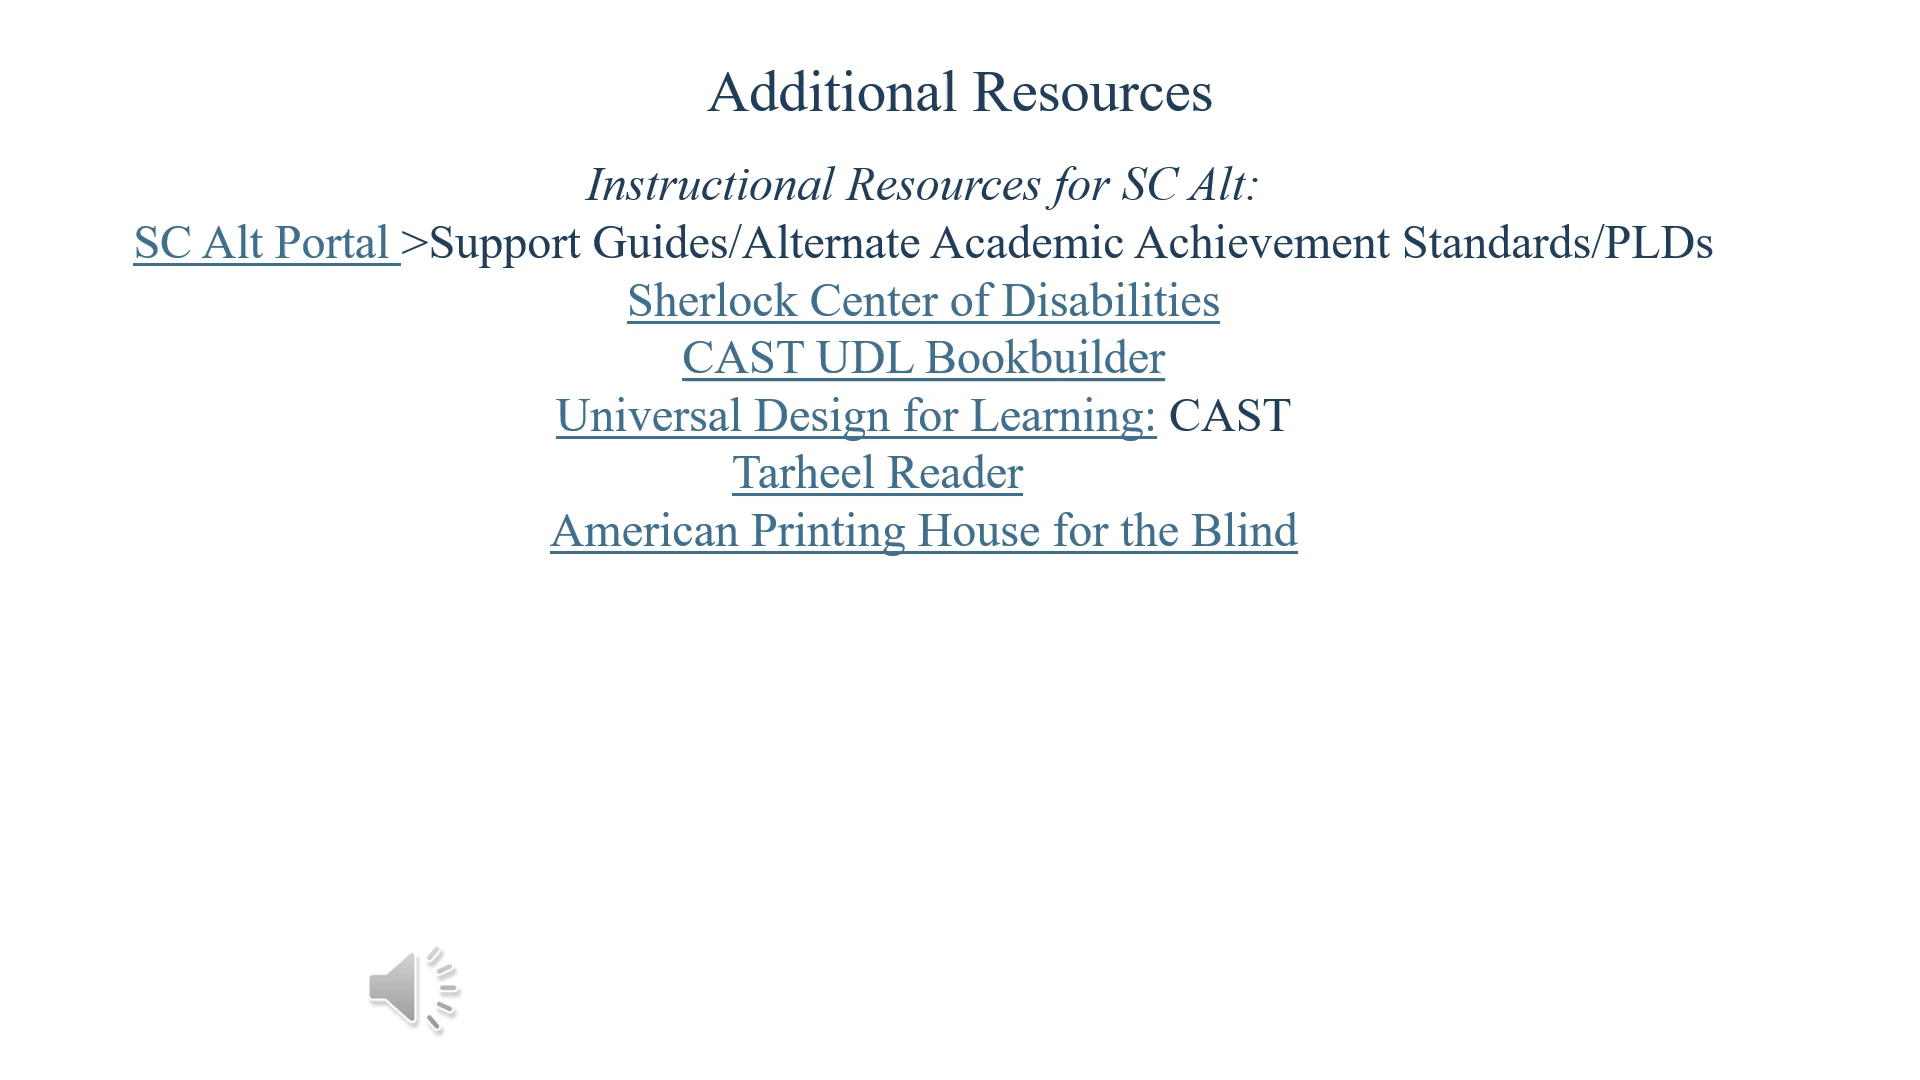 Additional Resources
Instructional Resources for SC Alt:
SC Alt Portal >Support Guides/Alternate Academic Achievement Standards/PLDs
Sherlock Center of Disabilities
CAST UDL Bookbuilder
Universal Design for Learning: CAST
Tarheel Reader
American Printing House for the Blind